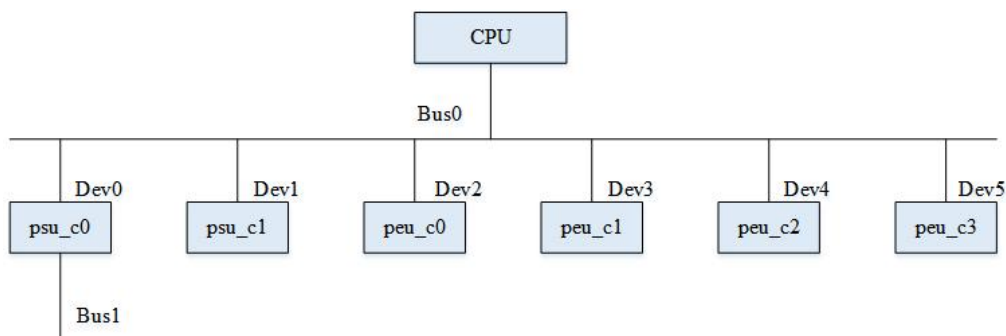 CPU
Bus0
Dev0 Dev1 Dev2 Dev3 Dev4 Dev5
psu_c0 psu_c1 peu_c0 peu_c1 peu_c2 peu_c3
Bus1